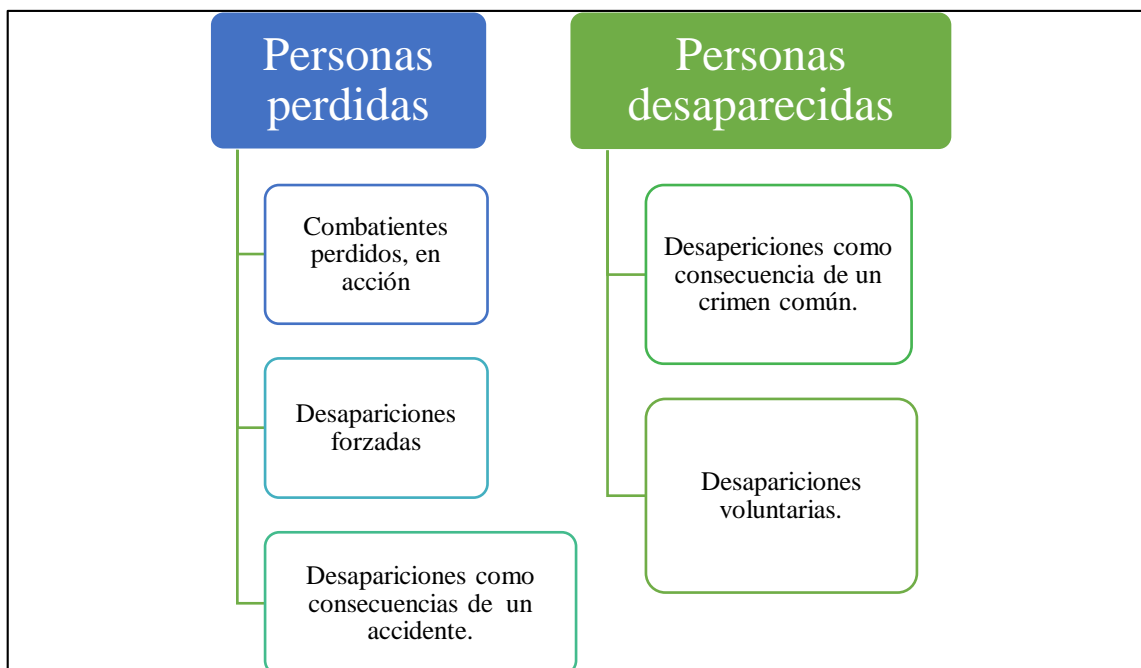 Personas
perdidas
Combatientes
perdidos, en
acción
Desapariciones
forzadas
Desapariciones como
consecuencias de un
accidente.
Personas
desaparecidas
Desapericiones como
consecuencia de un
crimen común.
Desapariciones
voluntarias.